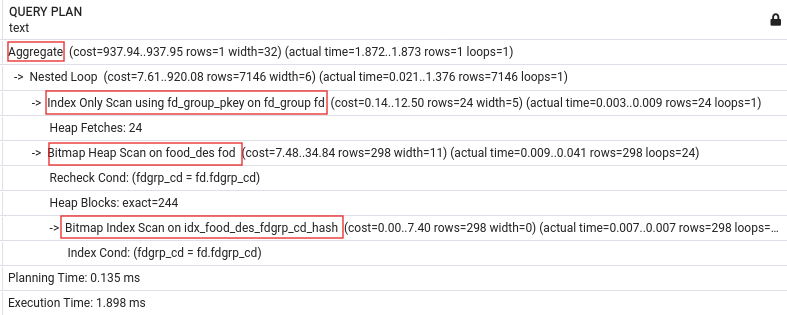 QUERY PLAN
text
Aggregate (cost=937.94..937.95 rows=1 width=32) (actual time=1.872..1.873 rows=1 loops=1)
-> Nested Loop (cost=7.61..920.08 rows=7146 width=6) (actual time=0.021..1.376 rows=7146 loops=1)
-> Index Only Scan using fd_group_pkey on fd_group fd (cost=0.14..12.50 rows=24 width=5) (actual time=0.003..0.009 rows=24 loops=1)
Heap Fetches: 24
-> Bitmap Heap Scan on food_des fod (cost=7.48..34.84 rows=298 width=11) (actual time=0.009..0.041 rows=298 loops=24)
Recheck Cond: (fdgrp_cd = fd.fdgrp_cd)
Heap Blocks: exact=244
-> Bitmap Index Scan on idx_food_des_fdgrp_cd_hash (cost=0.00..7.40 rows=298 width=0) (actual time=0.007..0.007 rows=298 loops=...
Index Cond: (fdgrp_cd = fd.fdgrp_cd)
Planning Time: 0.135 ms
Execution Time: 1.898 ms